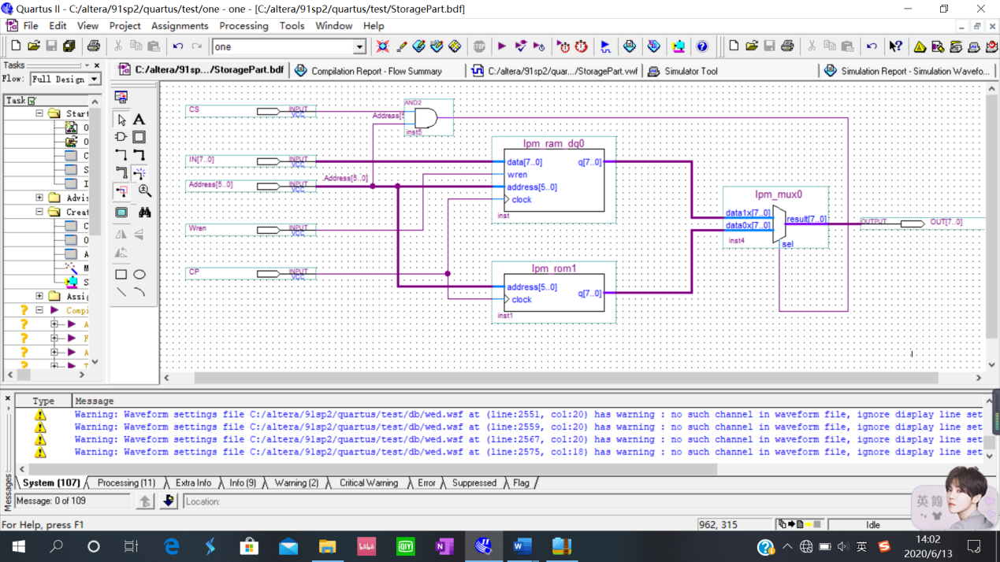 Quartus II - C:/altera/91sp2/quartus/test/one - one - [C:/altera/91sp2/quartus/test/StoragePart.bdf]
File Edit View Project Assignments Processing Tools Window Help
one
Tasks
Flow: Full Design
Task
Start
O
O
C
S
I
Advis
Creat
C
O
A
M
S
Assig
Compi
A
F
A
T
C:/altera/91sp.../StoragePart.bdf
Compilation Report - Flow Summary
C:/altera/91sp2/quar.../StoragePart.vwf
Simulator Tool
Simulation Report - Simulation Wavefo...
CS INPUT VCC
AND2
Address[5
inst5
IN[7..0] INPUT VCC
Address[5..0] INPUT VCC
Address[5..0]
Wren INPUT VCC
CP INPUT VCC
lpm_ram_dq0
data[7..0] q[7..0]
wren
address[5..0]
clock
inst
lpm_rom1
address[5..0] q[7..0]
clock
inst1
lpm_mux0
data1x[7..0]
data0x[7..0]
result[7..0]
inst4
sel
OUTPUT OUT[7..0]
Type Message
Warning: Waveform settings file C:/altera/91sp2/quartus/test/db/wed.wsf at (line:2551, col:20) has warning : no such channel in waveform file, ignore display line set
Warning: Waveform settings file C:/altera/91sp2/quartus/test/db/wed.wsf at (line:2559, col:20) has warning : no such channel in waveform file, ignore display line set
Warning: Waveform settings file C:/altera/91sp2/quartus/test/db/wed.wsf at (line:2567, col:20) has warning : no such channel in waveform file, ignore display line set
Warning: Waveform settings file C:/altera/91sp2/quartus/test/db/wed.wsf at (line:2575, col:18) has warning : no such channel in waveform file, ignore display line set
System (107) Processing (11) Extra Info Info (9) Warning (2) Critical Warning Error Suppressed Flag
Messages
Message: 0 of 109
Location:
英 简
For Help, press F1
962, 315
Idle
英
14:02
2020/6/13